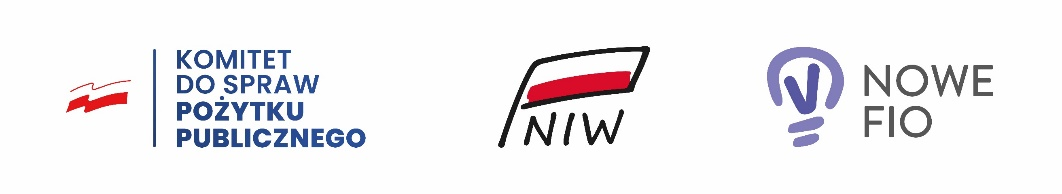 KOMITET
DO SPRAW
POŻYTKU
PUBLICZNEGO
NIW
NOWE
FIO